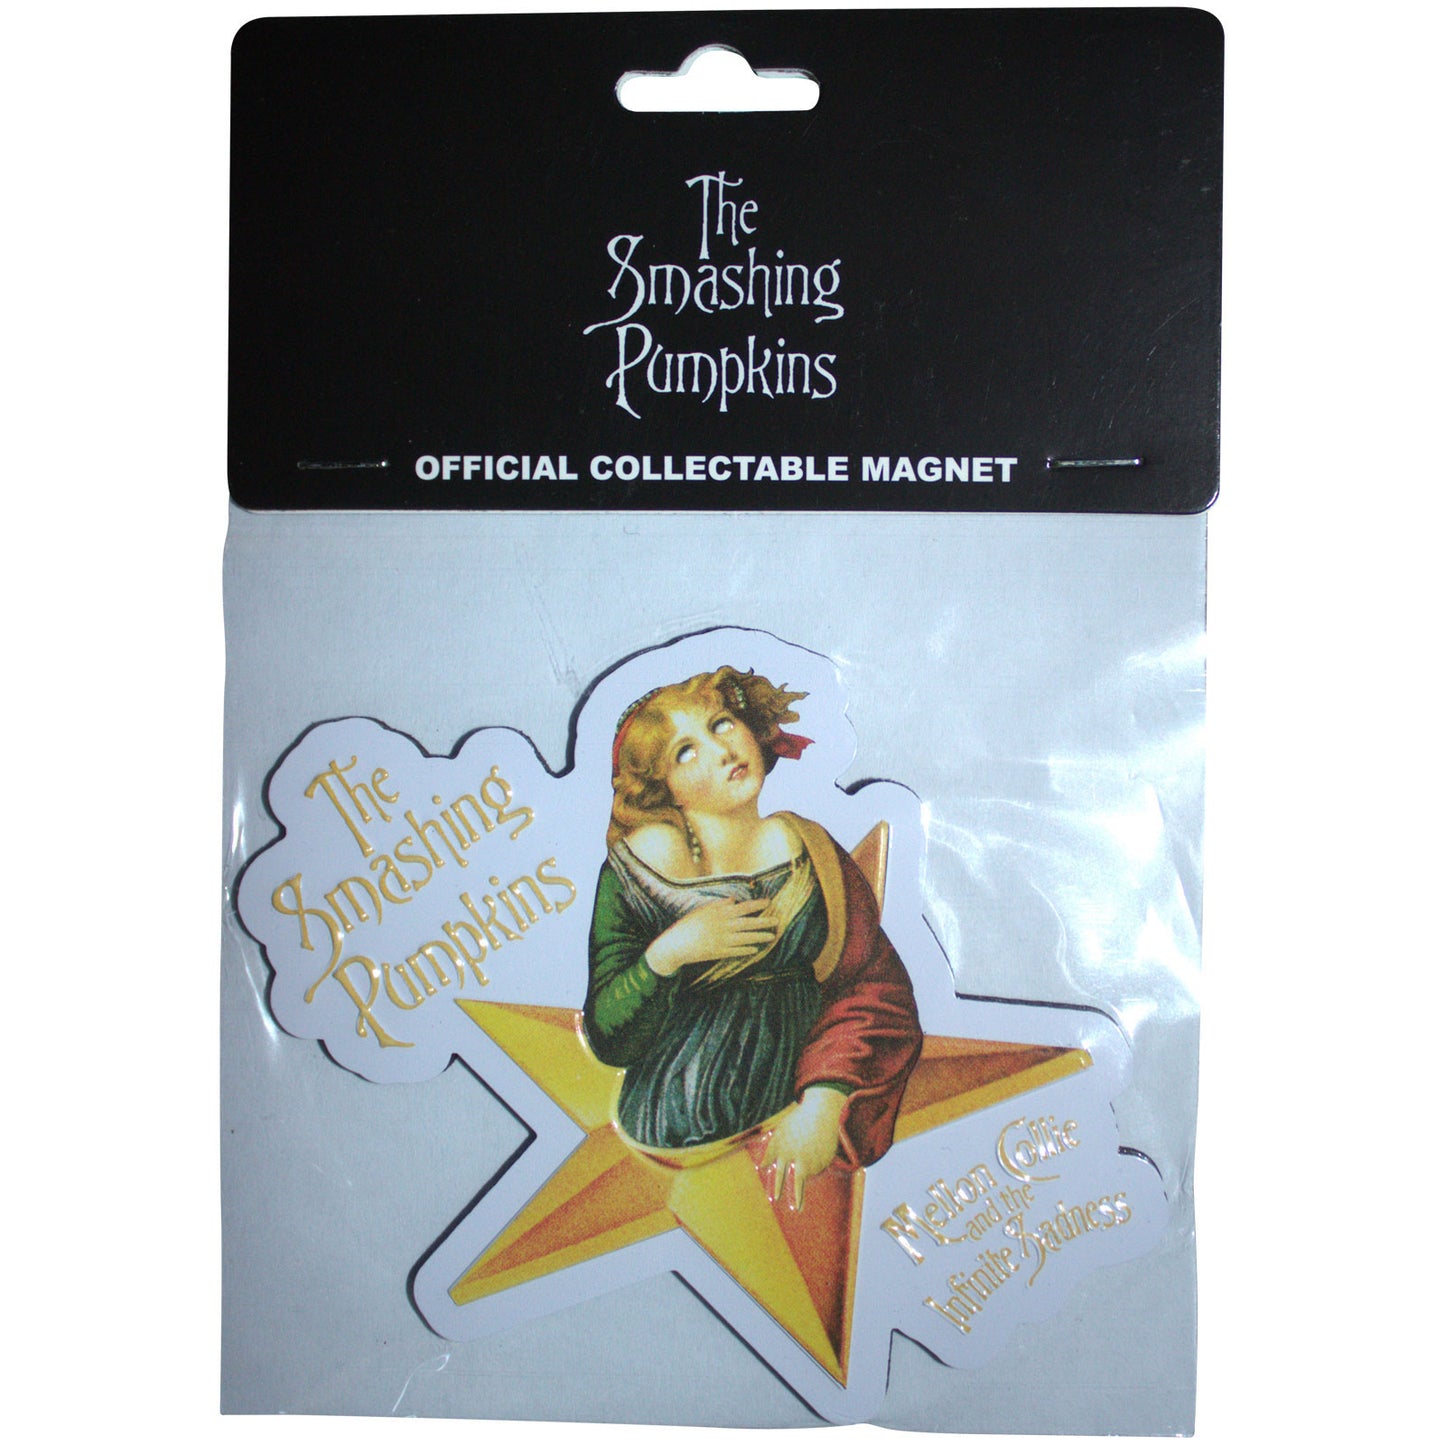 The
Smashing
Pumpkins
OFFICIAL COLLECTABLE MAGNET
The
Smashing
Pumpkins
Mellon Collie
and the
Infinite Sadness